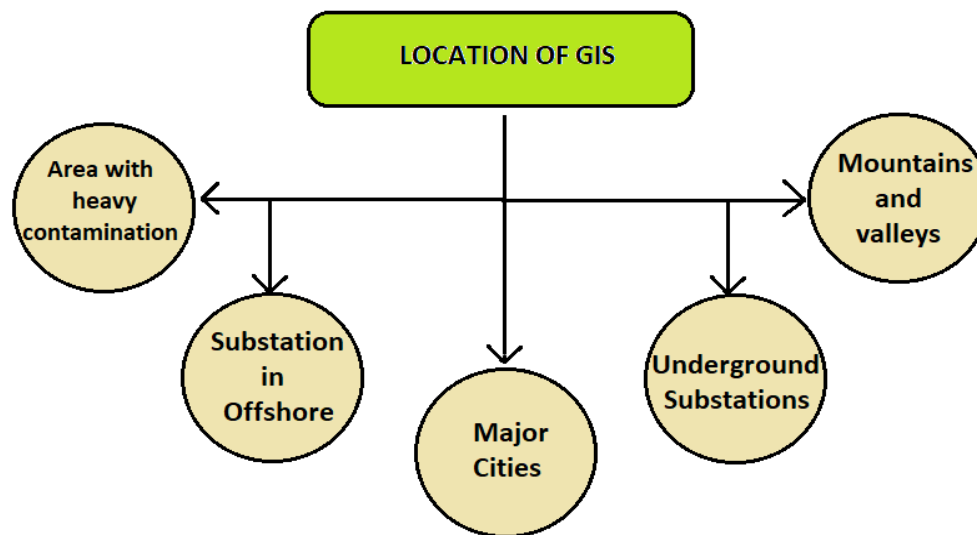 LOCATION OF GIS
Area with
heavy
contamination
Substation
in
Offshore
Major
Cities
Underground
Substations
Mountains
and
valleys